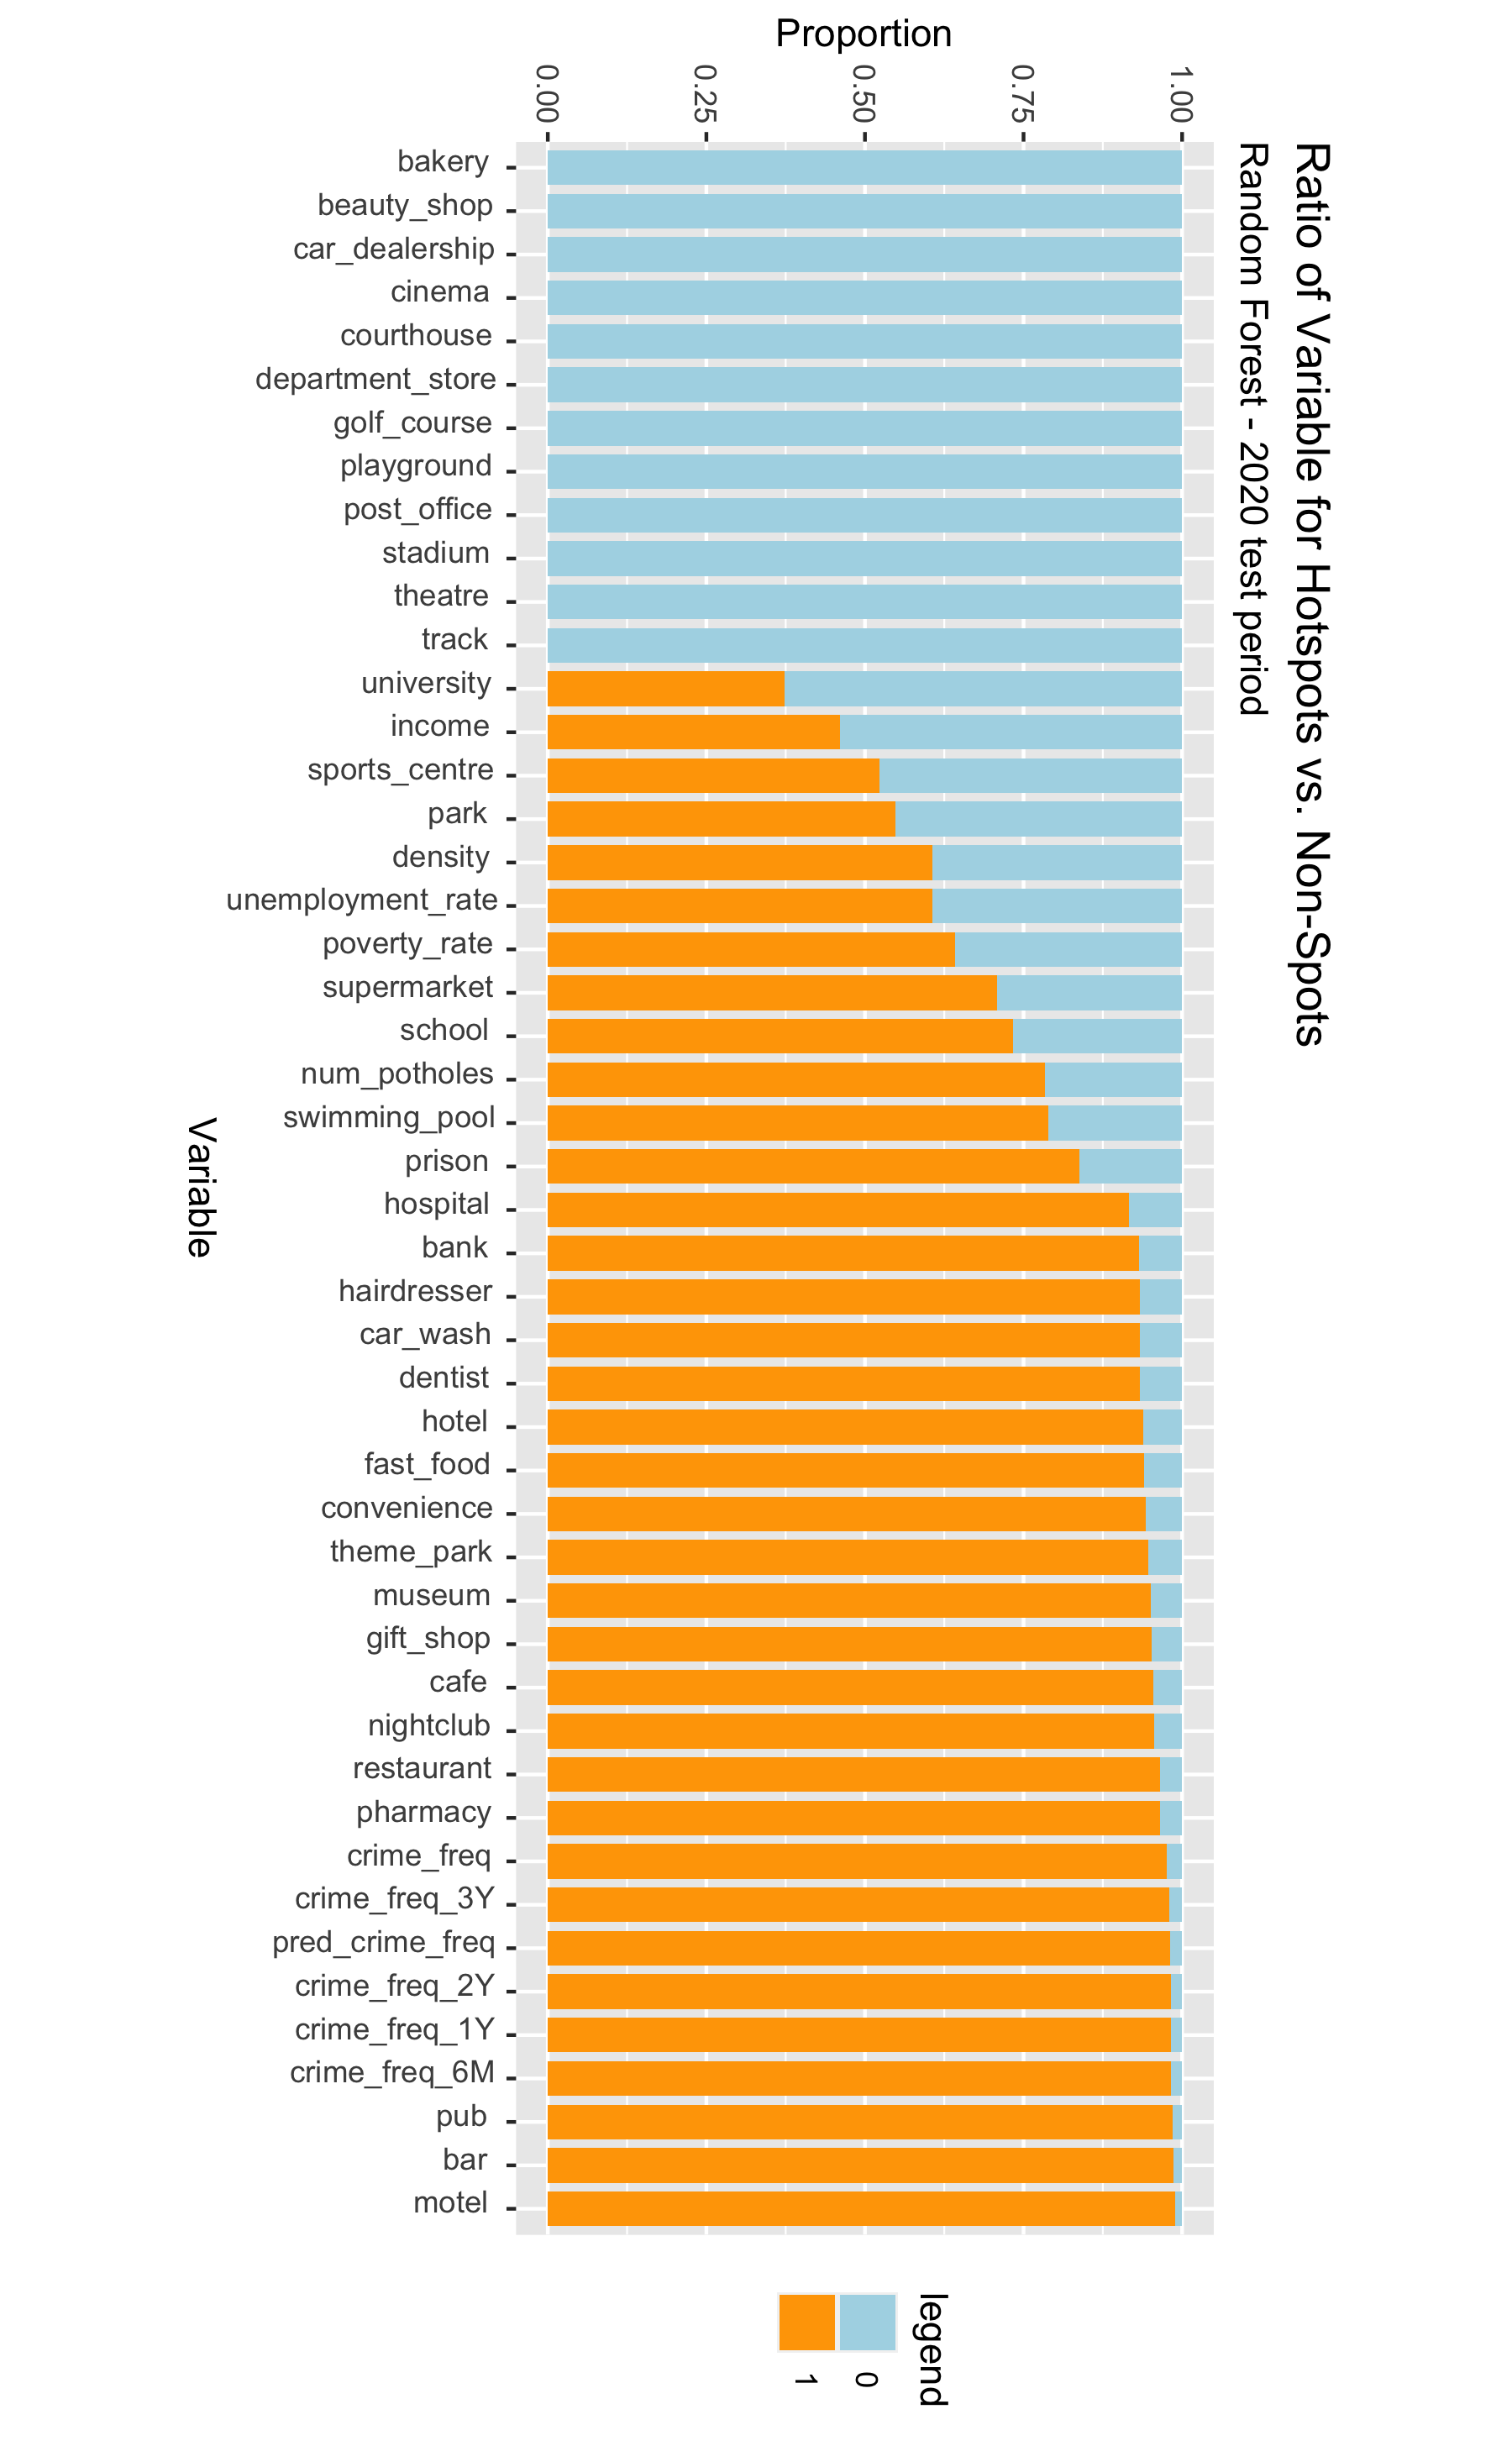 Ratio of Variable for Hotspots vs. Non-Spots
Random Forest - 2020 test period
Proportion
0.00
0.25
0.50
0.75
1.00
bakery
beauty_shop
car_dealership
cinema
courthouse
department_store
golf_course
playground
post_office
stadium
theatre
track
university
income
sports_centre
park
density
unemployment_rate
poverty_rate
supermarket
school
num_potholes
swimming_pool
prison
hospital
bank
hairdresser
car_wash
dentist
hotel
fast_food
convenience
theme_park
museum
gift_shop
cafe
nightclub
restaurant
pharmacy
crime_freq
crime_freq_3Y
pred_crime_freq
crime_freq_2Y
crime_freq_1Y
crime_freq_6M
pub
bar
motel
Variable
legend
0
1